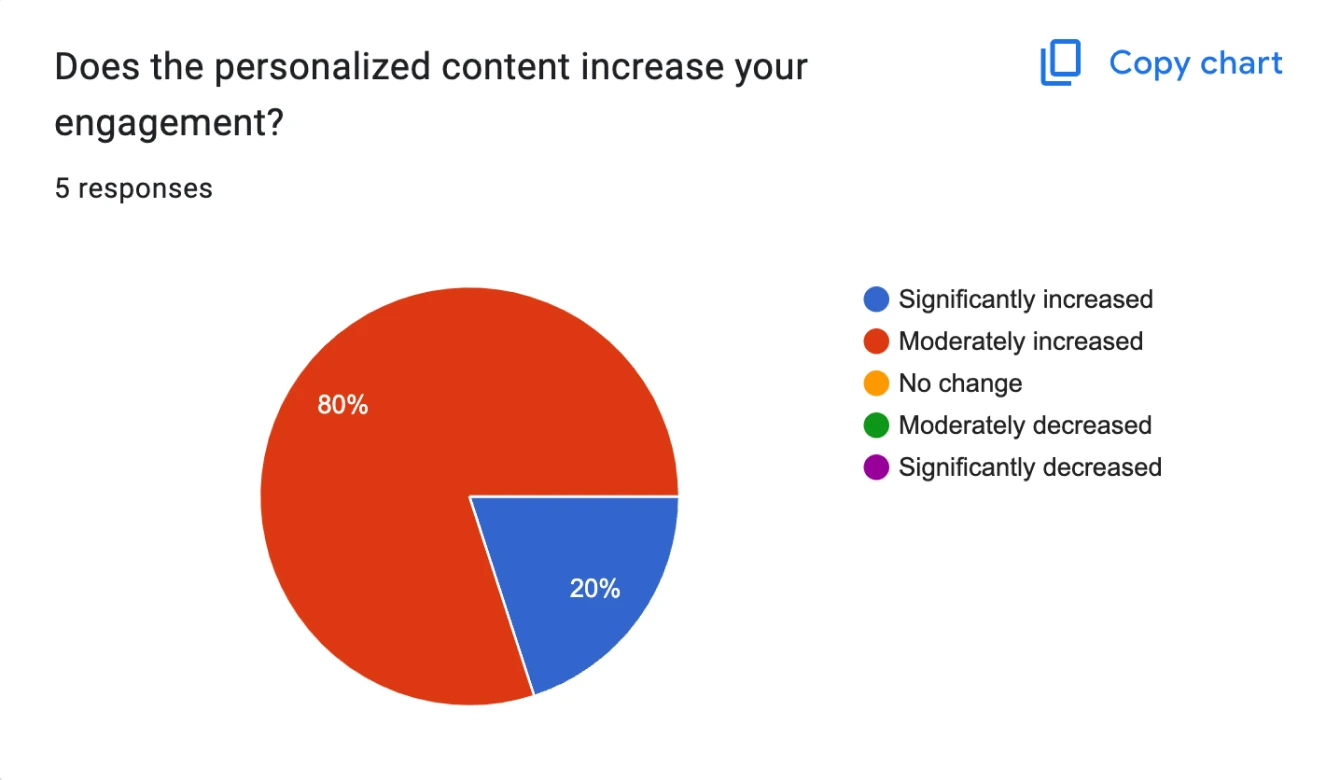 Does the personalized content increase your
engagement?
Copy chart
5 responses
80%
20%
Significantly increased
Moderately increased
No change
Moderately decreased
Significantly decreased